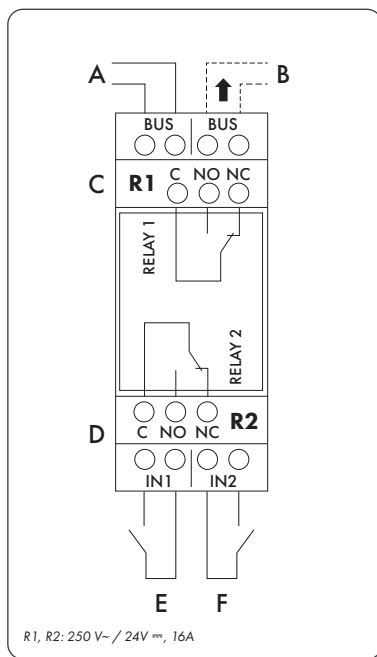 A
B
BUS BUS
C R1 C NO NC
RELAY 1
RELAY 2
D C NO NC R2
IN1 IN2
E F
R1, R2: 250 V~ / 24V ⎓, 16A